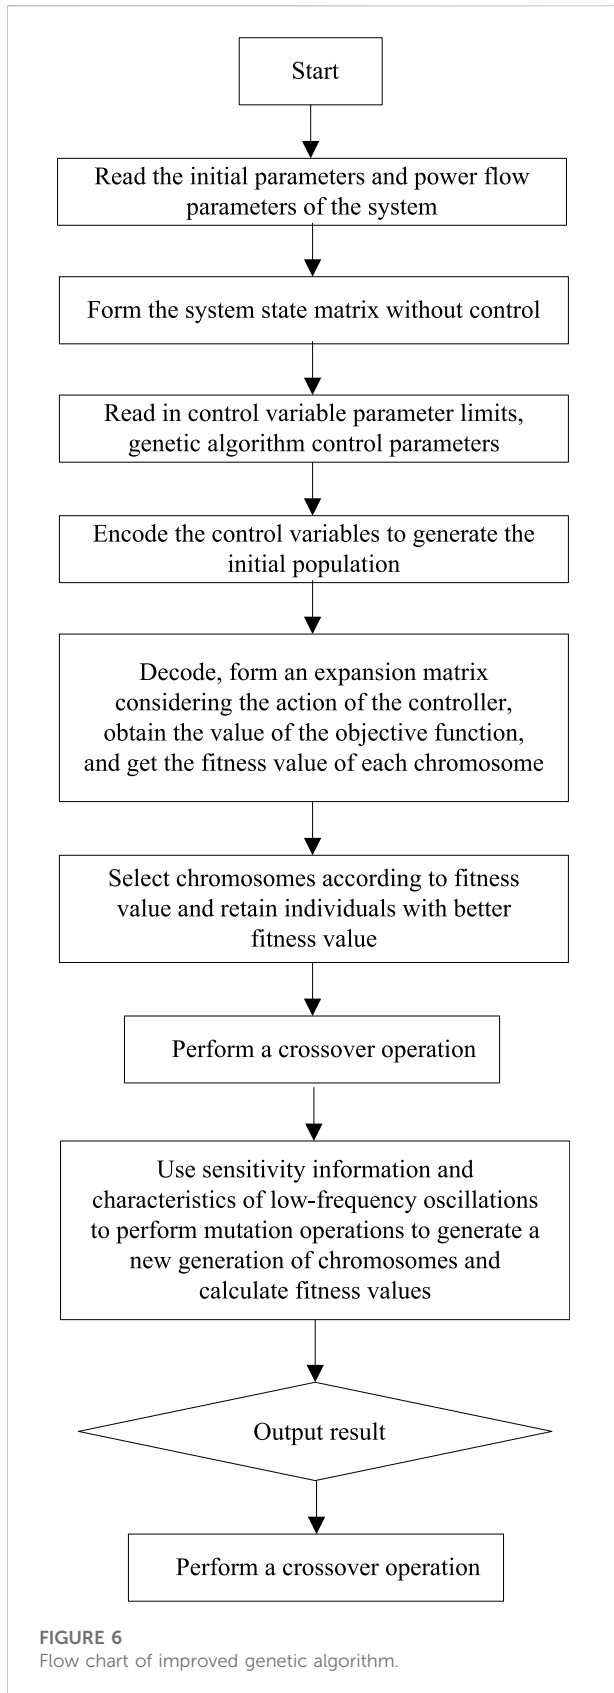 Start
Read the initial parameters and power flow
parameters of the system
Form the system state matrix without control
Read in control variable parameter limits,
genetic algorithm control parameters
Encode the control variables to generate the
initial population
Decode, form an expansion matrix
considering the action of the controller,
obtain the value of the objective function,
and get the fitness value of each chromosome
Select chromosomes according to fitness
value and retain individuals with better
fitness value
Perform a crossover operation
Use sensitivity information and
characteristics of low-frequency oscillations
to perform mutation operations to generate a
new generation of chromosomes and
calculate fitness values
Output result
Perform a crossover operation
FIGURE 6
Flow chart of improved genetic algorithm.